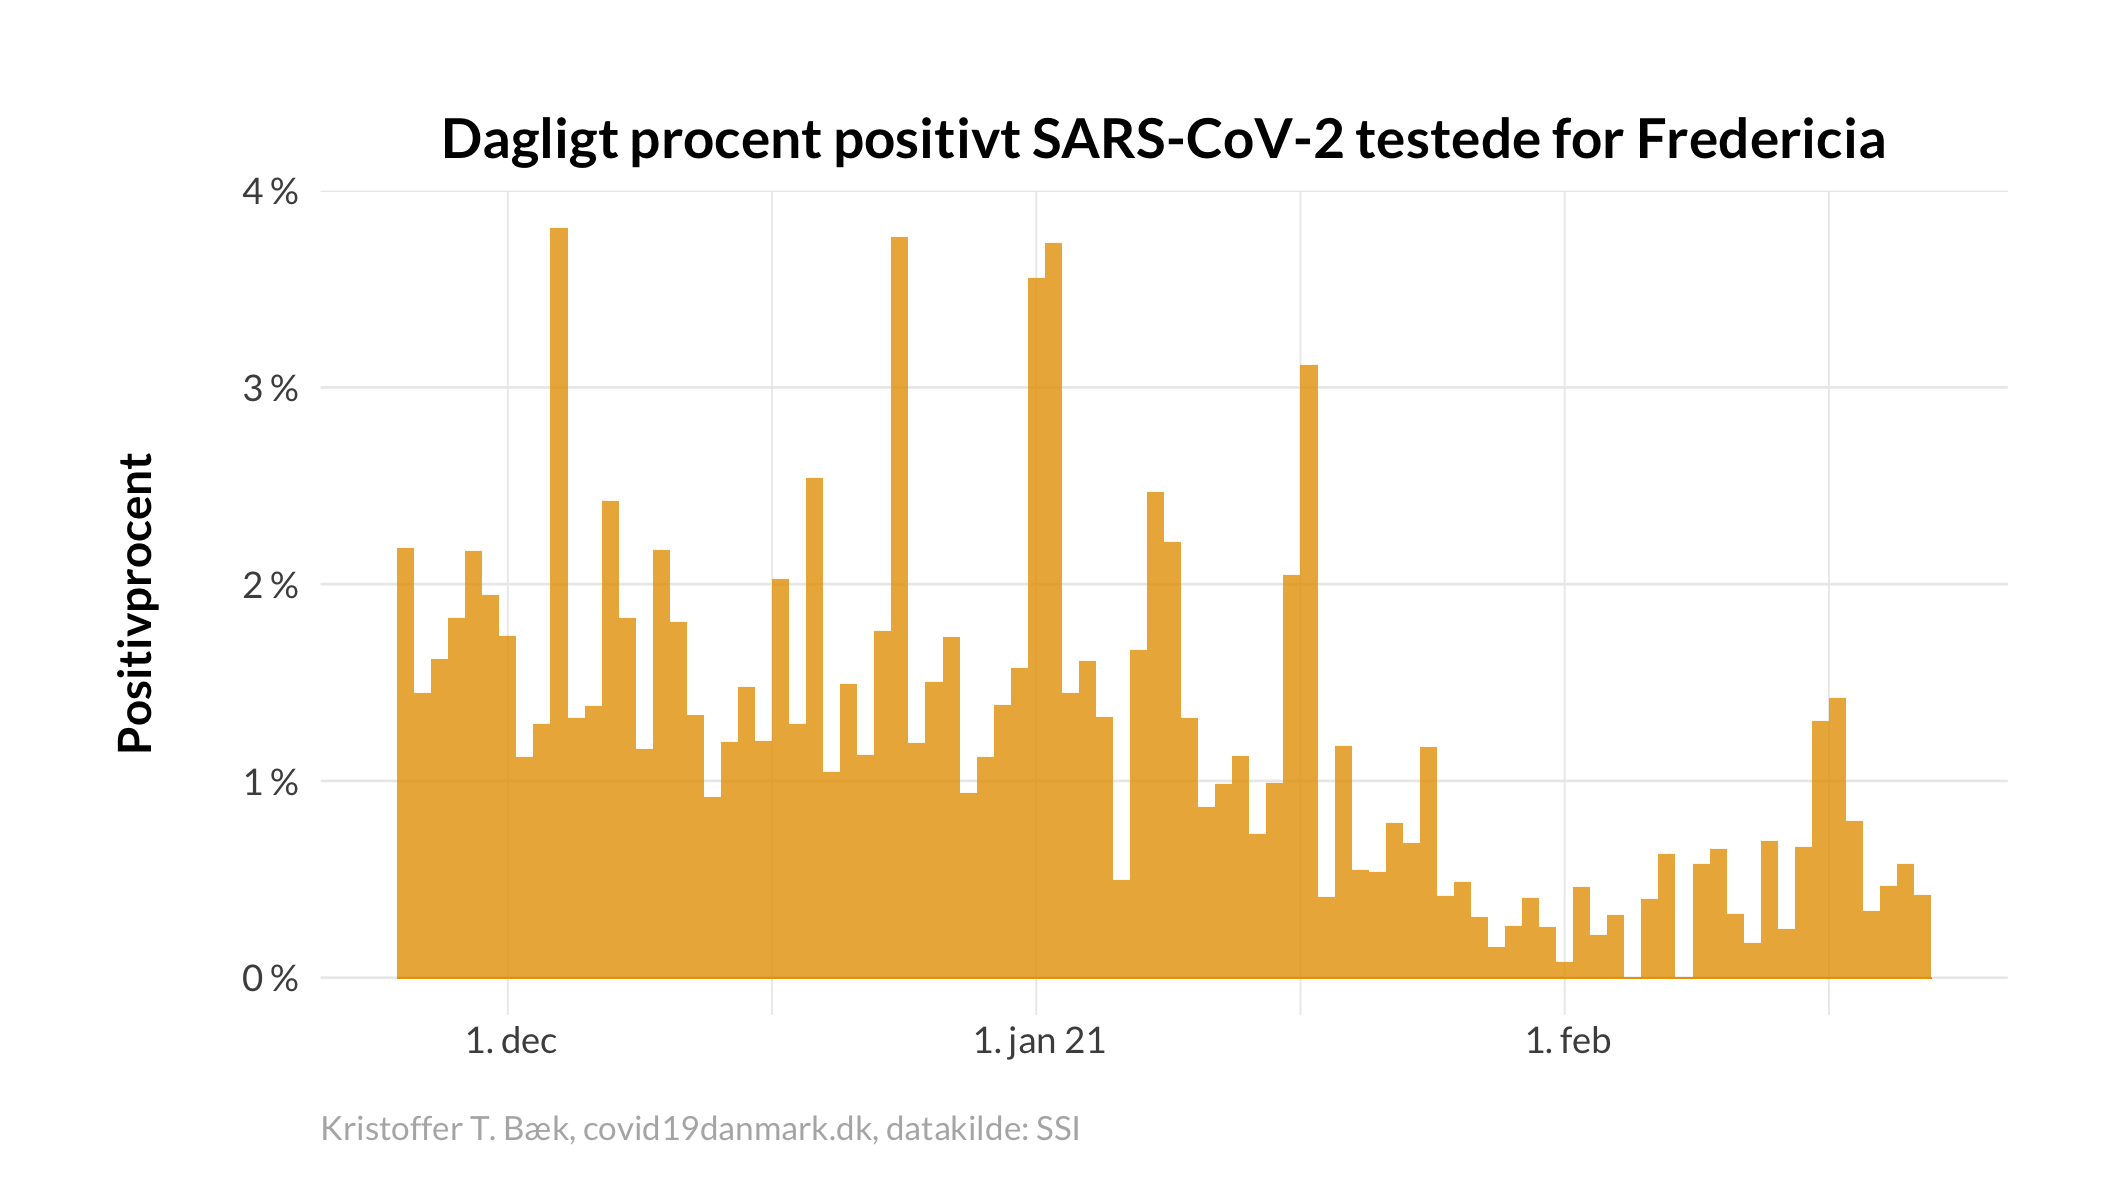 Dagligt procent positivt SARS-CoV-2 testede for Fredericia
Positivprocent
4 %
3 %
2 %
1 %
0 %
1. dec
1. jan 21
1. feb
Kristoffer T. Bæk, covid19danmark.dk, datakilde: SSI